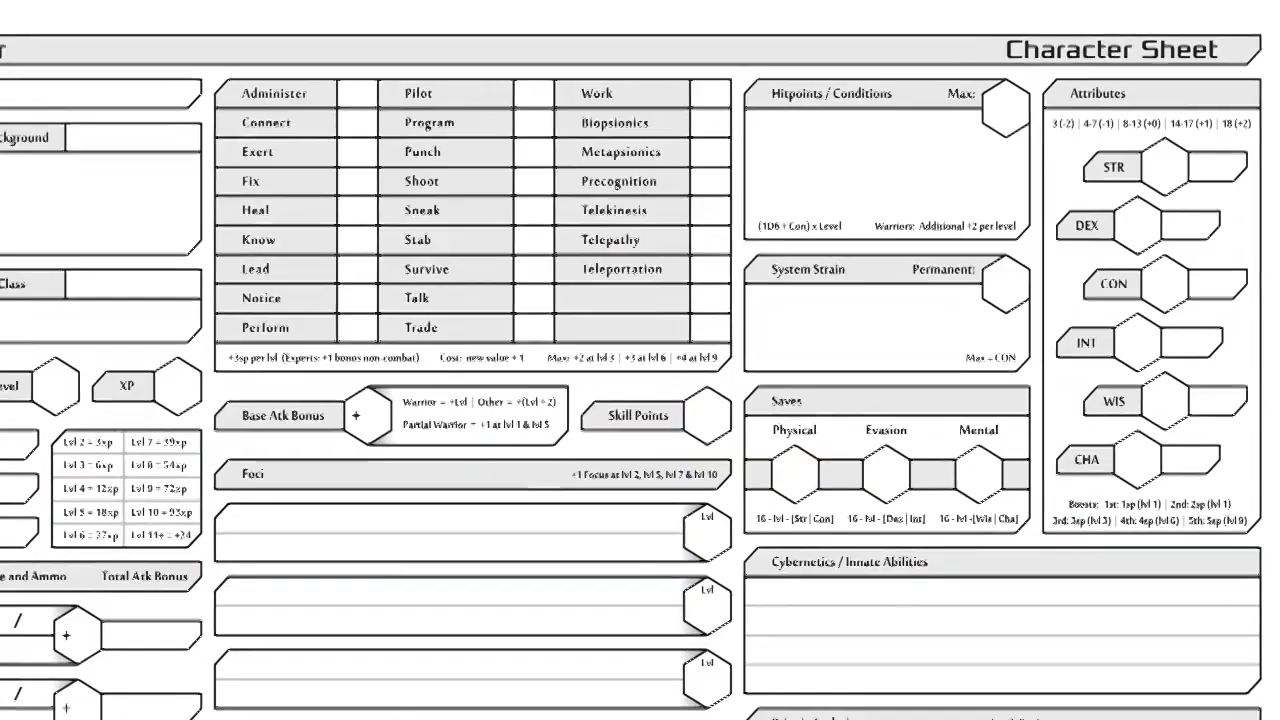 Character Sheet
ckground
Class
evel
XP
Lvl 2 = 3xp Lvl 7 = 39xp
Lvl 3 = 6xp Lvl 8 = 54xp
Lvl 4 = 12xp Lvl 9 = 72xp
Lvl 5 = 18xp Lvl 10 = 93xp
Lvl 6 = 27xp Lvl 11+ = +24
e and Ammo Total Atk Bonus
/
+
/
+
Administer Pilot Work
Connect Program Biopsionics
Exert Punch Metapsionics
Fix Shoot Precognition
Heal Sneak Telekinesis
Know Stab Telepathy
Lead Survive Teleportation
Notice Talk
Perform Trade
+3sp per lvl (Experts: +1 bonus non-combat) Cost: new value + 1 Max: +2 at lvl 3 | +3 at lvl 6 | +4 at lvl 9
Base Atk Bonus +
Warrior = +Lvl | Other = +(Lvl ÷ 2)
Partial Warrior = +1 at lvl 1 & lvl 5
Skill Points
Foci +1 Focus at lvl 2, lvl 5, lvl 7 & lvl 10
Lvl
Lvl
Lvl
Hitpoints / Conditions Max:
(1D6 + Con) x Level Warriors: Additional +2 per level
System Strain Permanent:
Max = CON
Saves
Physical Evasion Mental
16 - lvl - [Str | Con] 16 - lvl - [Dex | Int] 16 - lvl - [Wis | Cha]
Attributes
3 (-2) | 4-7 (-1) | 8-13 (+0) | 14-17 (+1) | 18 (+2)
STR
DEX
CON
INT
WIS
CHA
Boosts: 1st: 1sp (lvl 1) | 2nd: 2sp (lvl 1)
3rd: 3sp (lvl 3) | 4th: 4sp (lvl 6) | 5th: 5sp (lvl 9)
Cybernetics / Innate Abilities